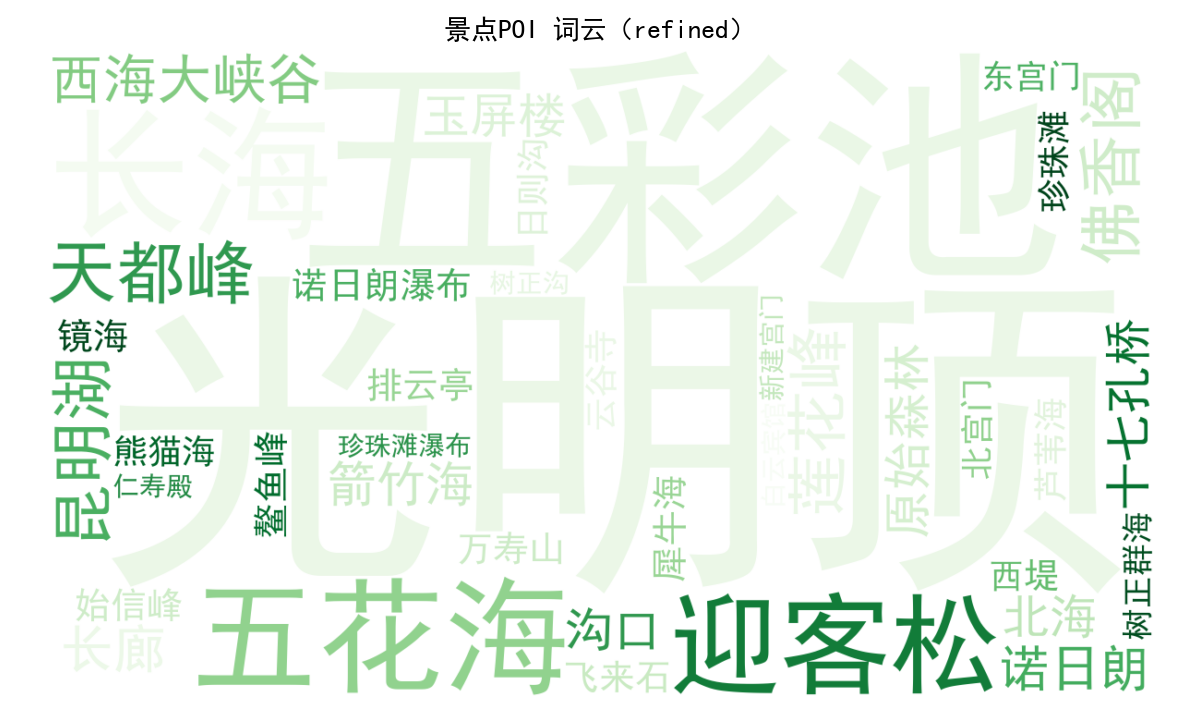 景点POI 词云（refined）
西海大峡谷
五彩池
玉屏楼
东宫门
长海
日则沟
珍珠滩
佛香阁
天都峰
诺日朗瀑布
树正沟
光明顶
镜海
昆明湖
排云亭
云谷寺
新建宫门
莲花峰
原始森林
北宫门
芦苇海
十七孔桥
熊猫海
仁寿殿
鳌鱼峰
珍珠滩瀑布
箭竹海
白云宾馆
万寿山
犀牛海
树正群海
始信峰
长廊
五花海
沟口
飞来石
迎客松
西堤
北海
诺日朗